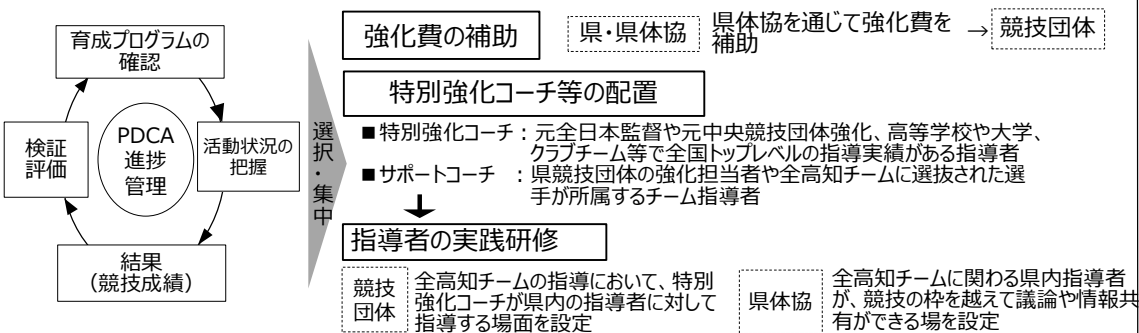 育成プログラムの
確認
検証
評価
PDCA
進捗
管理
活動状況の
把握
結果
(競技成績)
選択・集中
強化費の補助
県・県体協
県体協を通じて強化費を
補助
→
競技団体
特別強化コーチ等の配置
■特別強化コーチ：元全日本監督や元中央競技団体強化、高等学校や大学、
クラブチーム等で全国トップレベルの指導実績がある指導者
■サポートコーチ ：県競技団体の強化担当者や全高知チームに選抜された選
手が所属するチーム指導者
指導者の実践研修
競技
団体
全高知チームの指導において、特別
強化コーチが県内の指導者に対して
指導する場面を設定
県体協
全高知チームに関わる県内指導者
が、競技の枠を越えて議論や情報共
有ができる場を設定